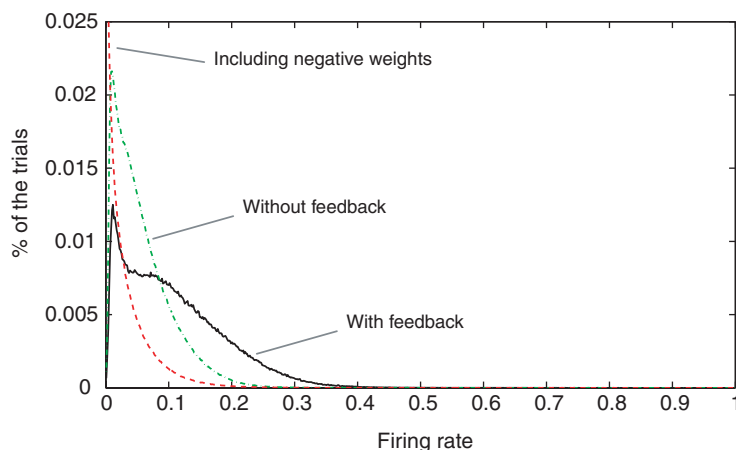 0.025
0.02
0.015
0.01
0.005
0
% of the trials
Including negative weights
Without feedback
With feedback
0 0.1 0.2 0.3 0.4 0.5 0.6 0.7 0.8 0.9 1
Firing rate